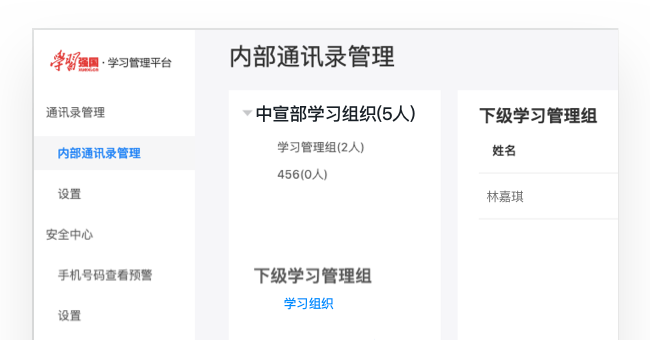 学习强国 · 学习管理平台
通讯录管理
内部通讯录管理
设置
安全中心
手机号码查看预警
设置
内部通讯录管理
中宣部学习组织(5人)
学习管理组(2人)
456(0人)
下级学习管理组
学习组织
下级学习管理组
姓名
林嘉琪